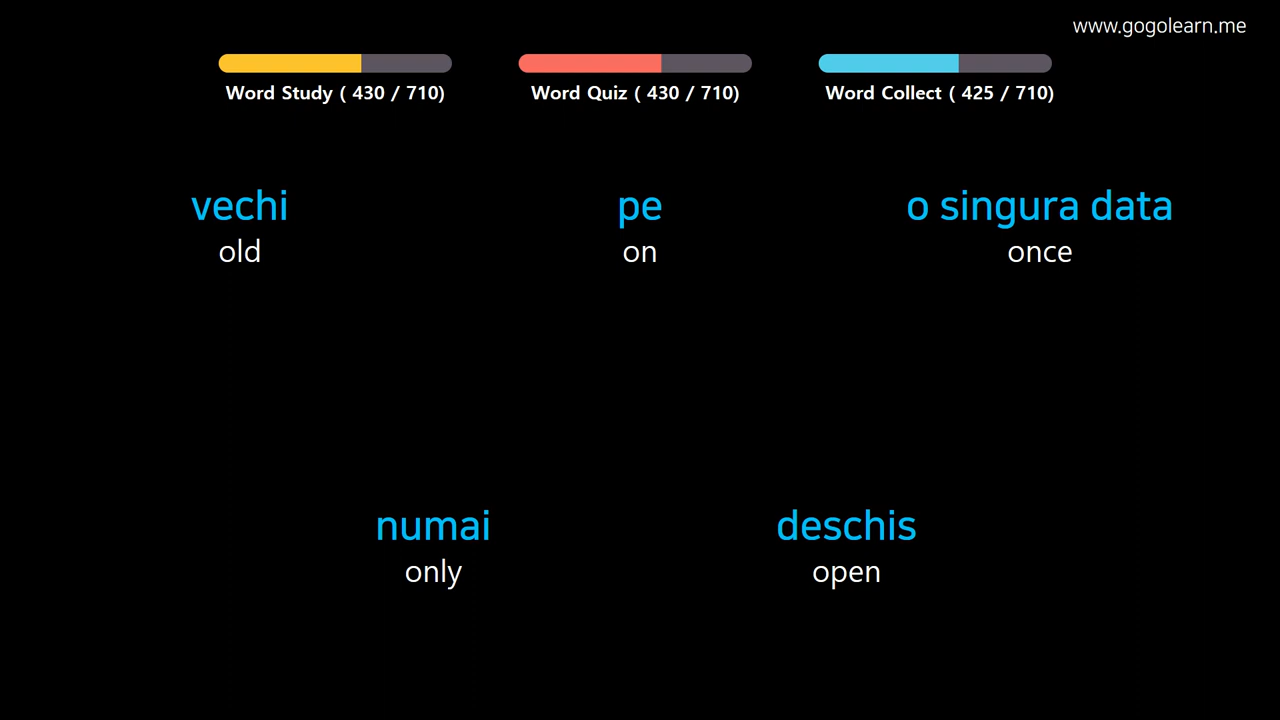 www.gogolearn.me
Word Study ( 430 / 710)
Word Quiz ( 430 / 710)
Word Collect ( 425 / 710)
vechi
old
pe
on
o singura data
once
numai
only
deschis
open